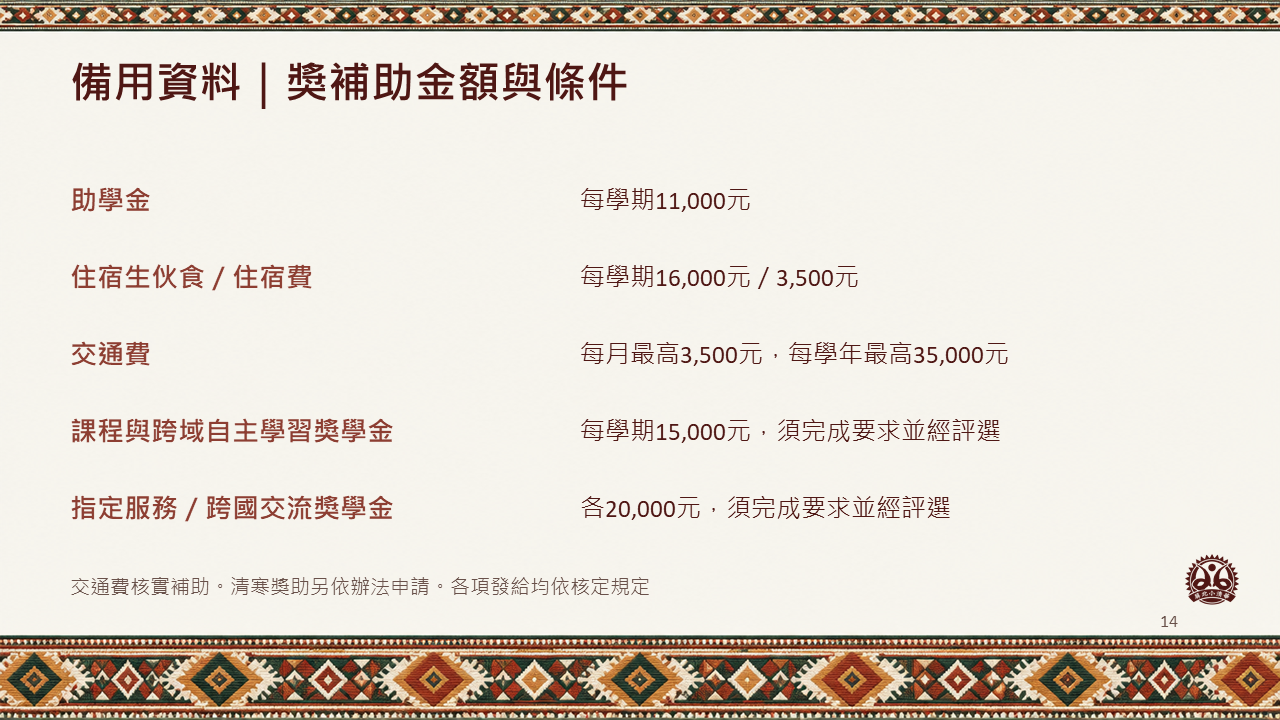 備用資料｜獎補助金額與條件
助學金 每學期11,000元
住宿生伙食 / 住宿費 每學期16,000元 / 3,500元
交通費 每月最高3,500元，每學年最高35,000元
課程與跨域自主學習獎學金 每學期15,000元，須完成要求並經評選
指定服務 / 跨國交流獎學金 各20,000元，須完成要求並經評選
交通費核實補助。清寒獎助另依辦法申請。各項發給均依核定規定
14